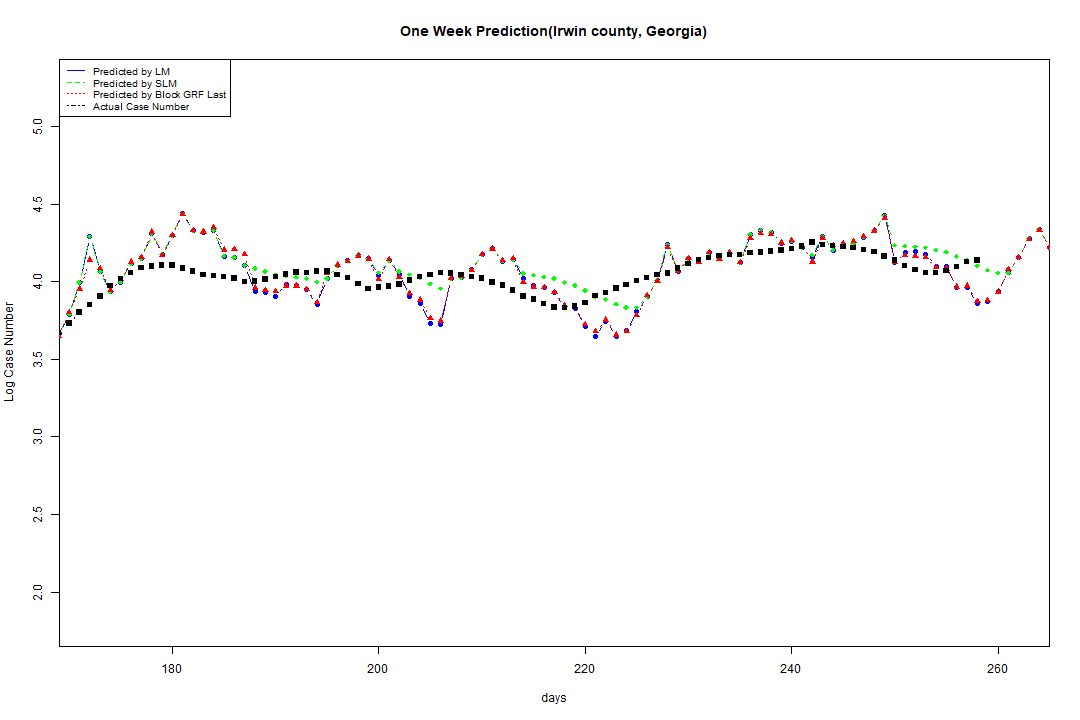 One Week Prediction(Irwin county, Georgia)
Predicted by LM
Predicted by SLM
Predicted by Block GRF Last
Actual Case Number
5.0
4.5
4.0
3.5
3.0
2.5
2.0
Log Case Number
180
200
220
240
260
days